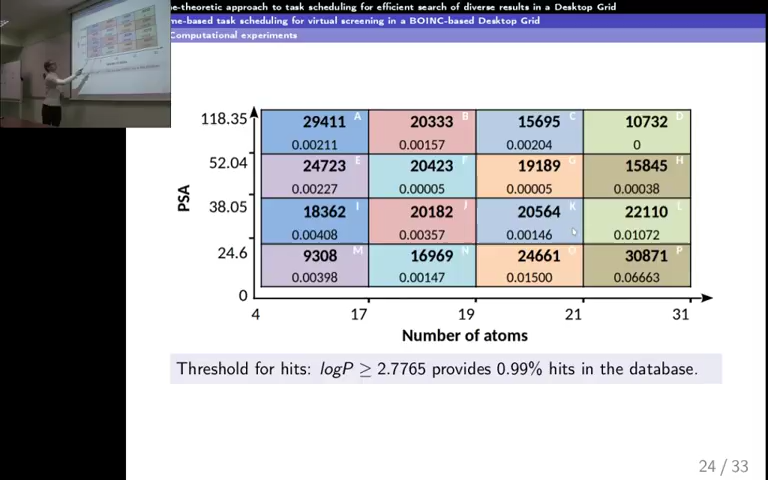 e-theoretic approach to task scheduling for efficient search of diverse results in a Desktop Grid
me-based task scheduling for virtual screening in a BOINC-based Desktop Grid
Computational experiments
118.35 29411 A 20333 B 15695 C 10732 D
0.00211 0.00157 0.00204 0
52.04 24723 E 20423 F 19189 G 15845 H
0.00227 0.00005 0.00005 0.00038
PSA
38.05 18362 I 20182 J 20564 K 22110 L
0.00408 0.00357 0.00146 0.01072
24.6 9308 M 16969 N 24661 O 30871 P
0.00398 0.00147 0.01500 0.06663
0
4 17 19 21 31
Number of atoms
Threshold for hits: logP ≥ 2.7765 provides 0.99% hits in the database.
24 / 33